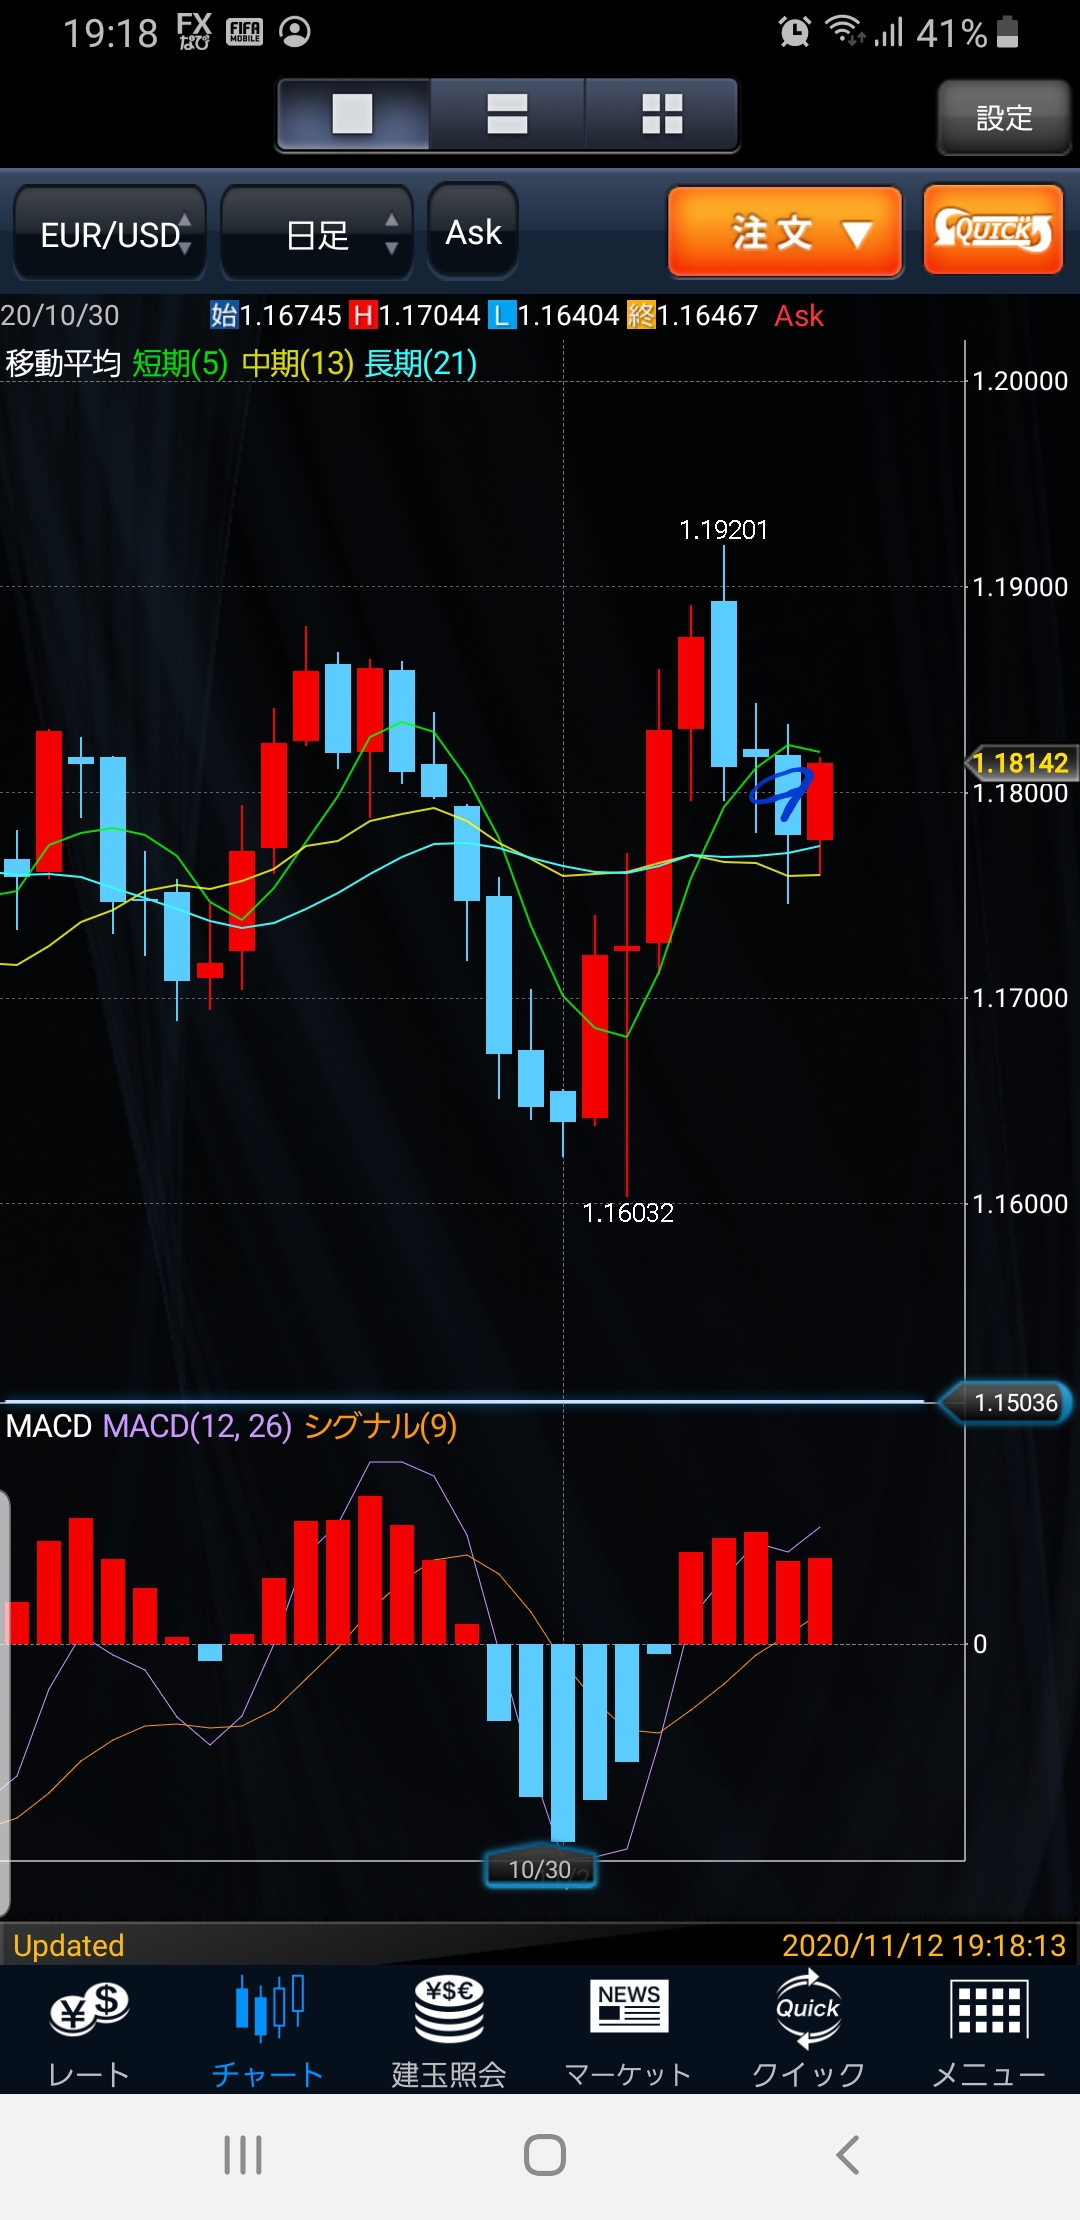 19:18 FXなび FIFA MOBILE 41%
設定
EUR/USD 日足 Ask 注文 ▼ QUICK
20/10/30 始1.16745 H1.17044 L1.16404 終1.16467 Ask
移動平均 短期(5) 中期(13) 長期(21)
1.20000
1.19201
1.19000
1.18142
1.18000
1.17000
1.16000
1.16032
1.15036
MACD MACD(12, 26) シグナル(9)
0
10/30
Updated 2020/11/12 19:18:13
¥$ ¥$€ NEWS Quick
レート チャート 建玉照会 マーケット クイック メニュー